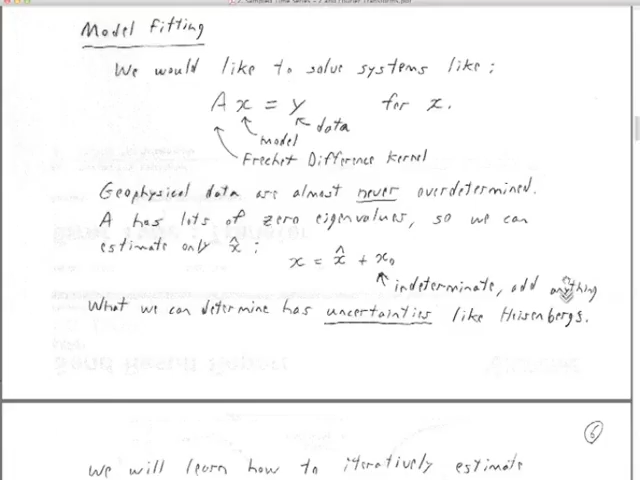 Model Fitting
We would like to solve systems like:
A x = y for x.
data
model
Frechet Difference Kernel
Geophysical data are almost never overdetermined.
A has lots of zero eigenvalues, so we can
estimate only x̂:
x = x̂ + x₀
indeterminate, add anything
What we can determine has uncertainties like Heisenbergs.
6
We will learn how to iteratively estimate